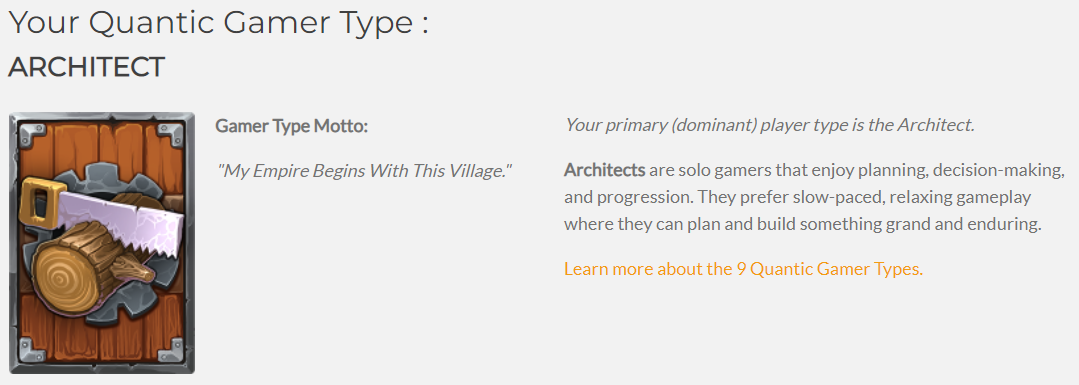 Your Quantic Gamer Type :
ARCHITECT
Gamer Type Motto:
"My Empire Begins With This Village."
Your primary (dominant) player type is the Architect.
Architects are solo gamers that enjoy planning, decision-making,
and progression. They prefer slow-paced, relaxing gameplay
where they can plan and build something grand and enduring.
Learn more about the 9 Quantic Gamer Types.